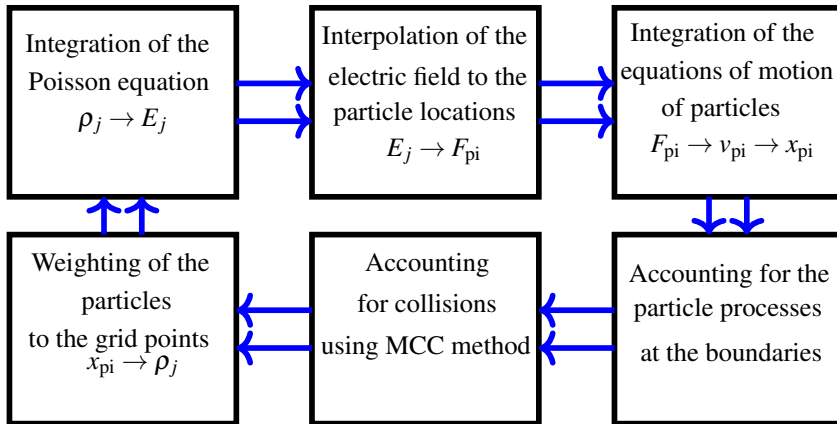 Integration of the
Poisson equation
ρ_j → E_j
Interpolation of the
electric field to the
particle locations
E_j → F_pi
Integration of the
equations of motion
of particles
F_pi → v_pi → x_pi
Weighting of the
particles
to the grid points
x_pi → ρ_j
Accounting
for collisions
using MCC method
Accounting for the
particle processes
at the boundaries